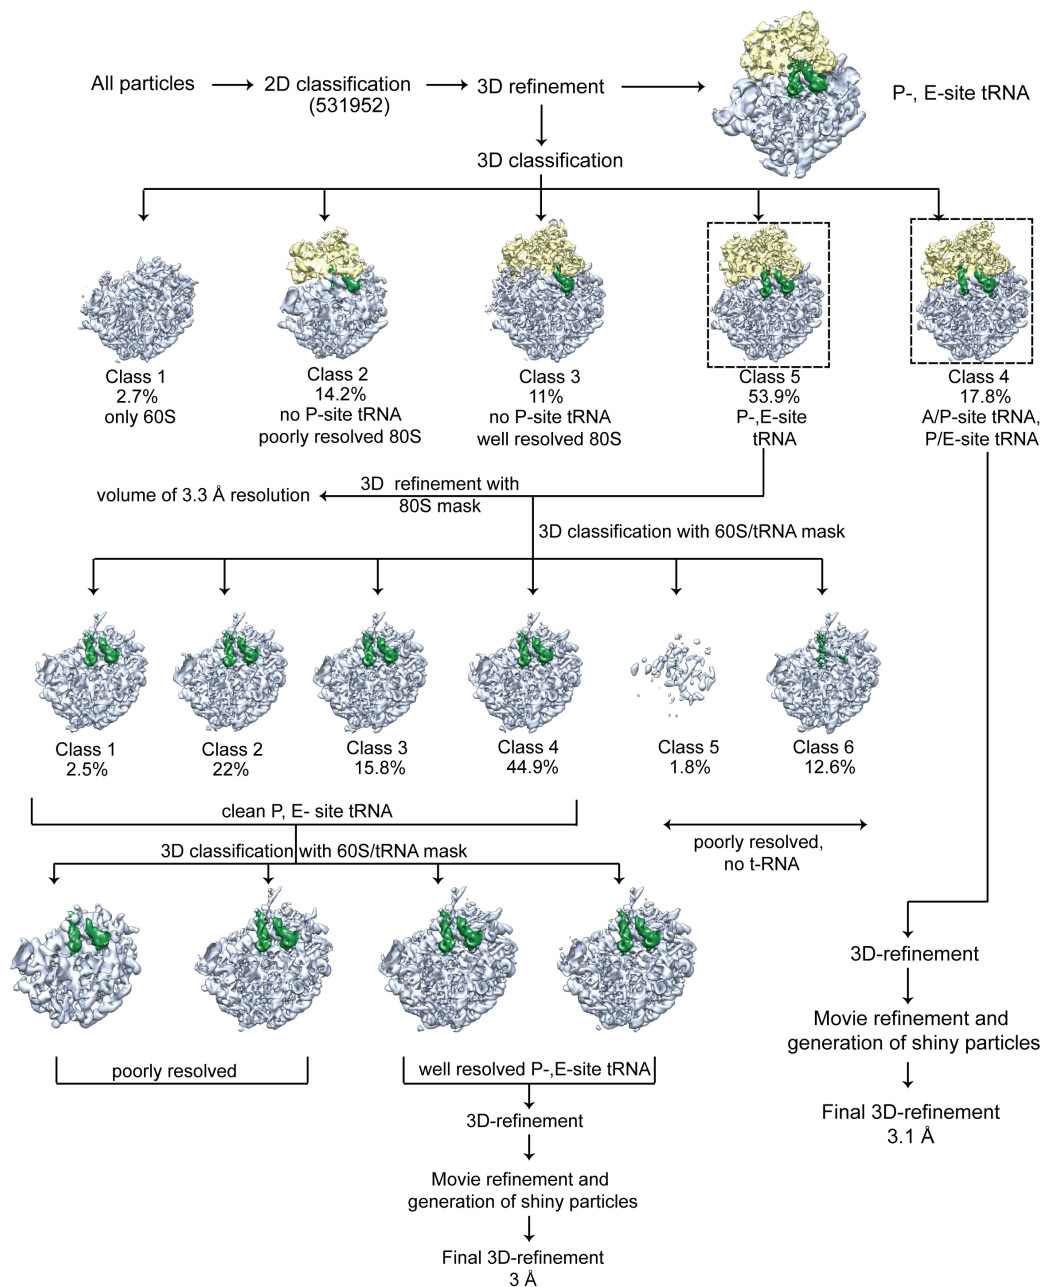 All particles
2D classification
(531952)
3D refinement
P-, E-site tRNA
3D classification
Class 1
2.7%
only 60S
Class 2
14.2%
no P-site tRNA
poorly resolved 80S
Class 3
11%
no P-site tRNA
well resolved 80S
Class 5
53.9%
P-,E-site
tRNA
Class 4
17.8%
A/P-site tRNA,
P/E-site tRNA
volume of 3.3 Å resolution
3D refinement with
80S mask
3D classification with 60S/tRNA mask
Class 1
2.5%
Class 2
22%
Class 3
15.8%
Class 4
44.9%
Class 5
1.8%
Class 6
12.6%
clean P, E- site tRNA
poorly resolved,
no t-RNA
3D classification with 60S/tRNA mask
poorly resolved
well resolved P-,E-site tRNA
3D-refinement
Movie refinement and
generation of shiny particles
Final 3D-refinement
3 Å
3D-refinement
Movie refinement and
generation of shiny particles
Final 3D-refinement
3.1 Å